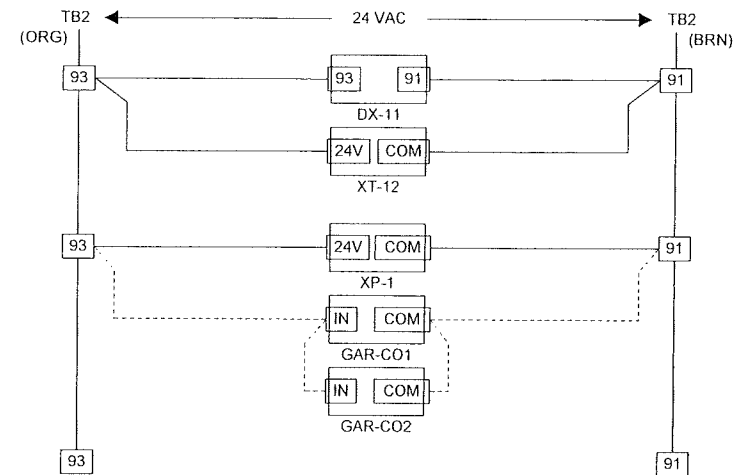 TB2 24 VAC TB2
(ORG) (BRN)
93 93 91 91
DX-11
24V COM
XT-12
93 24V COM 91
XP-1
IN COM
GAR-CO1
IN COM
GAR-CO2
93 91